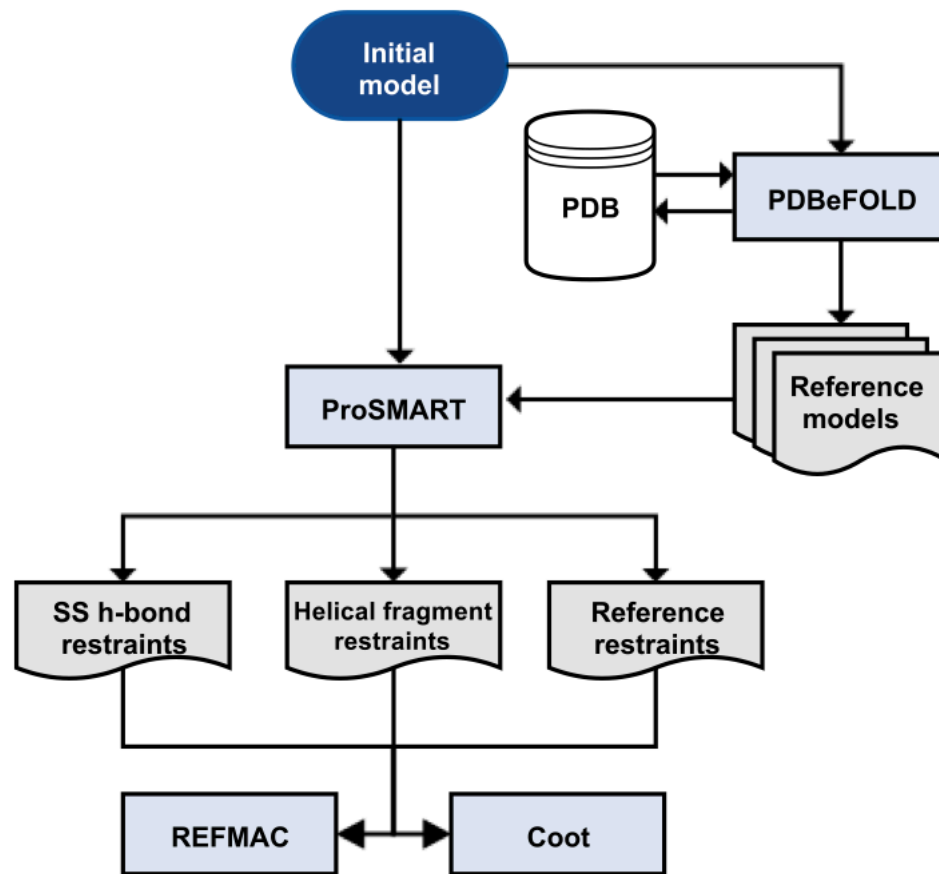 Initial
model
PDB
PDBeFOLD
Reference
models
ProSMART
SS h-bond
restraints
Helical fragment
restraints
Reference
restraints
REFMAC
Coot